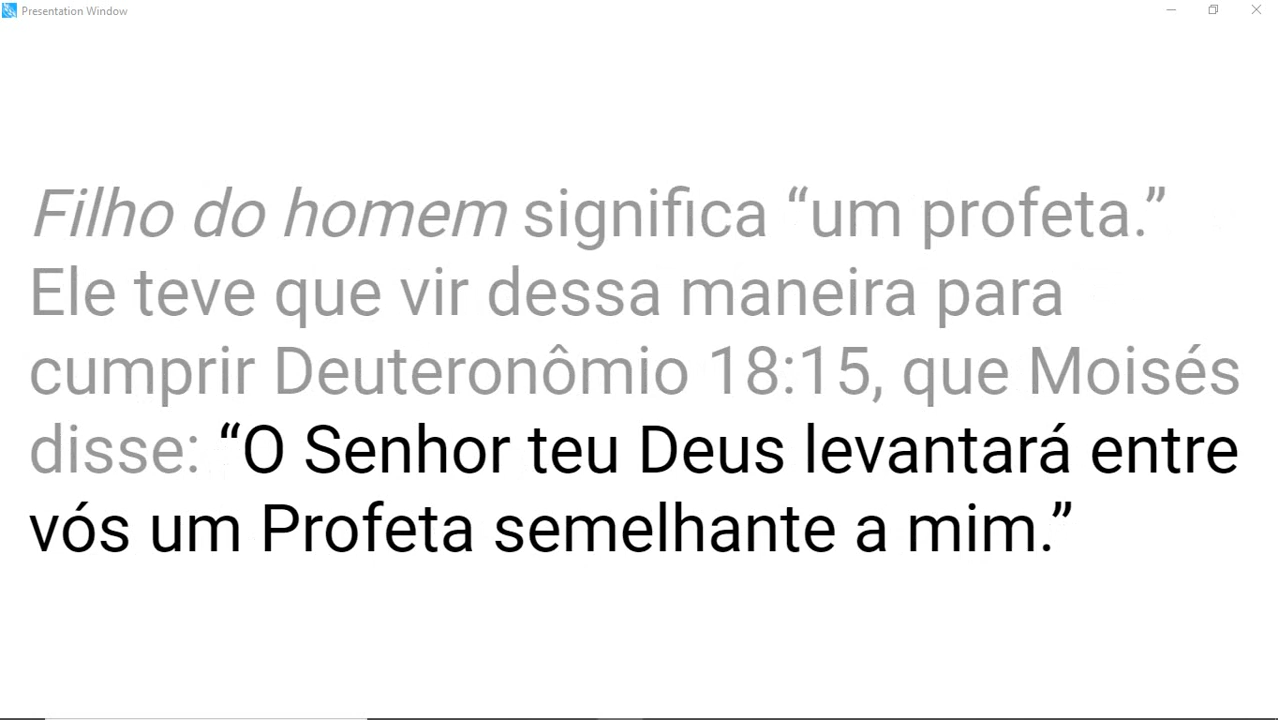 Presentation Window
Filho do homem significa “um profeta.”
Ele teve que vir dessa maneira para
cumprir Deuteronômio 18:15, que Moisés
disse: “O Senhor teu Deus levantará entre
vós um Profeta semelhante a mim.”